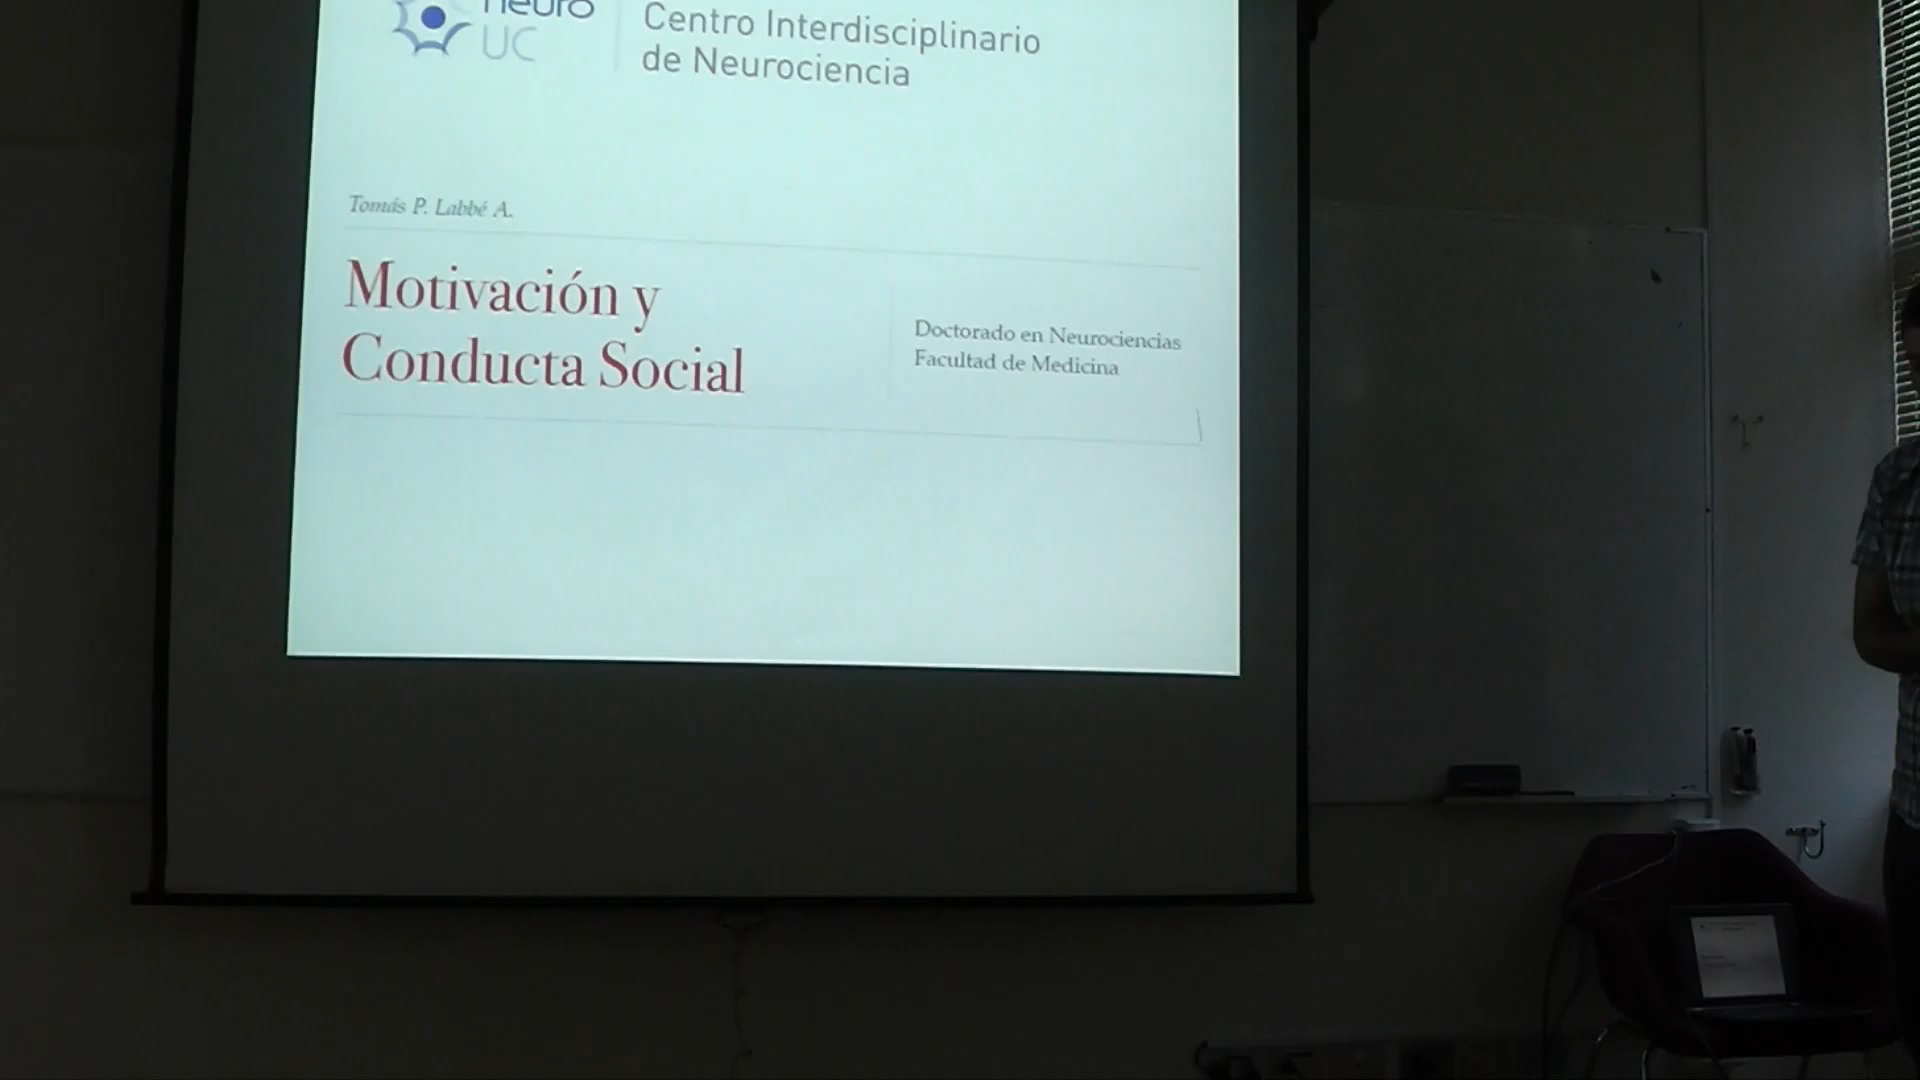 neuro
UC
Centro Interdisciplinario
de Neurociencia
Tomás P. Labbé A.
Motivación y
Conducta Social
Doctorado en Neurociencias
Facultad de Medicina